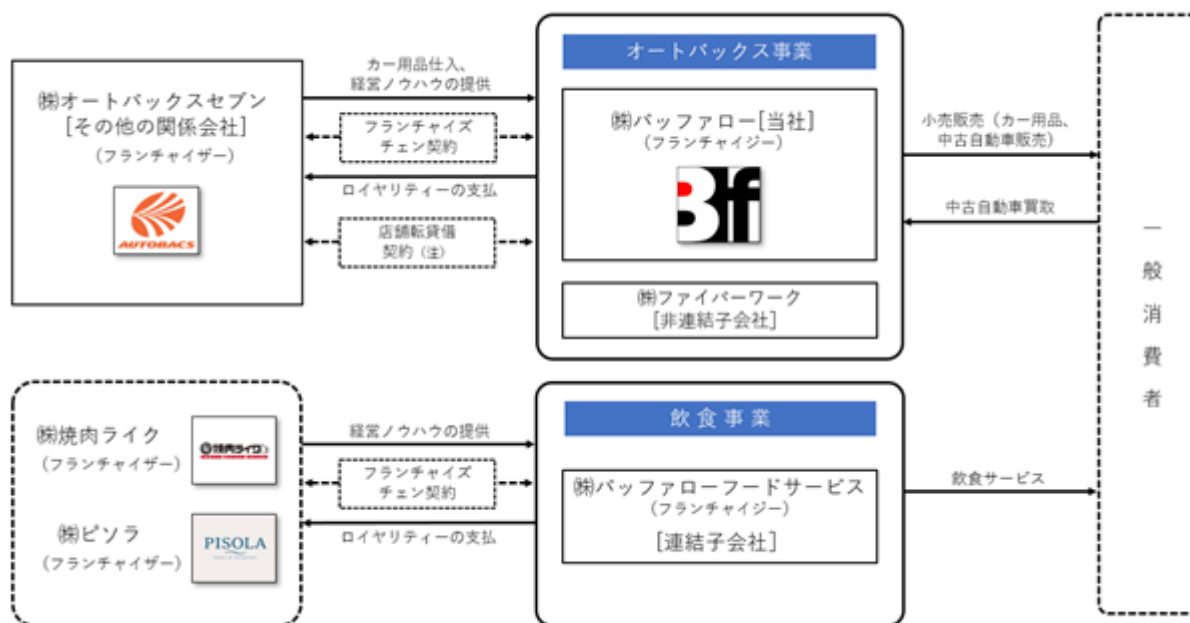 オートバックス事業
㈱オートバックスセブン
[その他の関係会社]
(フランチャイザー)
AUTOBACS
カー用品仕入、
経営ノウハウの提供
フランチャイズ
チェン契約
ロイヤリティーの支払
店舗転貸借
契約(注)
㈱バッファロー[当社]
(フランチャイジー)
Bff
㈱ファイバーワーク
[非連結子会社]
小売販売(カー用品、
中古自動車販売)
中古自動車買取
一般消費者
㈱焼肉ライク
(フランチャイザー)
焼肉ライク
㈱ピソラ
(フランチャイザー)
PISOLA
経営ノウハウの提供
フランチャイズ
チェン契約
ロイヤリティーの支払
飲食事業
㈱バッファローフードサービス
(フランチャイジー)
[連結子会社]
飲食サービス